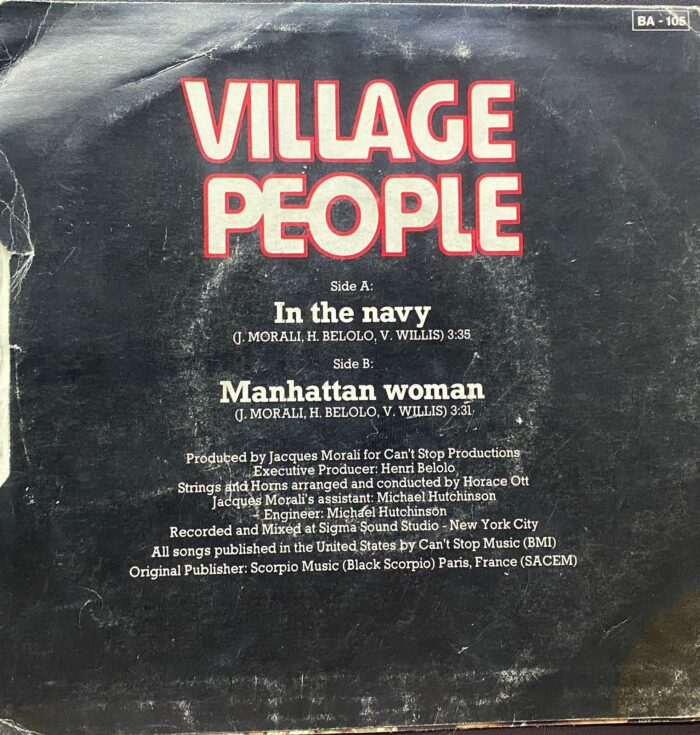 BA - 105
VILLAGE
PEOPLE
Side A:
In the navy
(J. MORALI, H. BELOLO, V. WILLIS) 3:35
Side B:
Manhattan woman
(J. MORALI, H. BELOLO, V. WILLIS) 3:31
Produced by Jacques Morali for Can't Stop Productions
Executive Producer: Henri Belolo
Strings and Horns arranged and conducted by Horace Ott
Jacques Morali's assistant: Michael Hutchinson
Engineer: Michael Hutchinson
Recorded and Mixed at Sigma Sound Studio - New York City
All songs published in the United States by Can't Stop Music (BMI)
Original Publisher: Scorpio Music (Black Scorpio) Paris, France (SACEM)